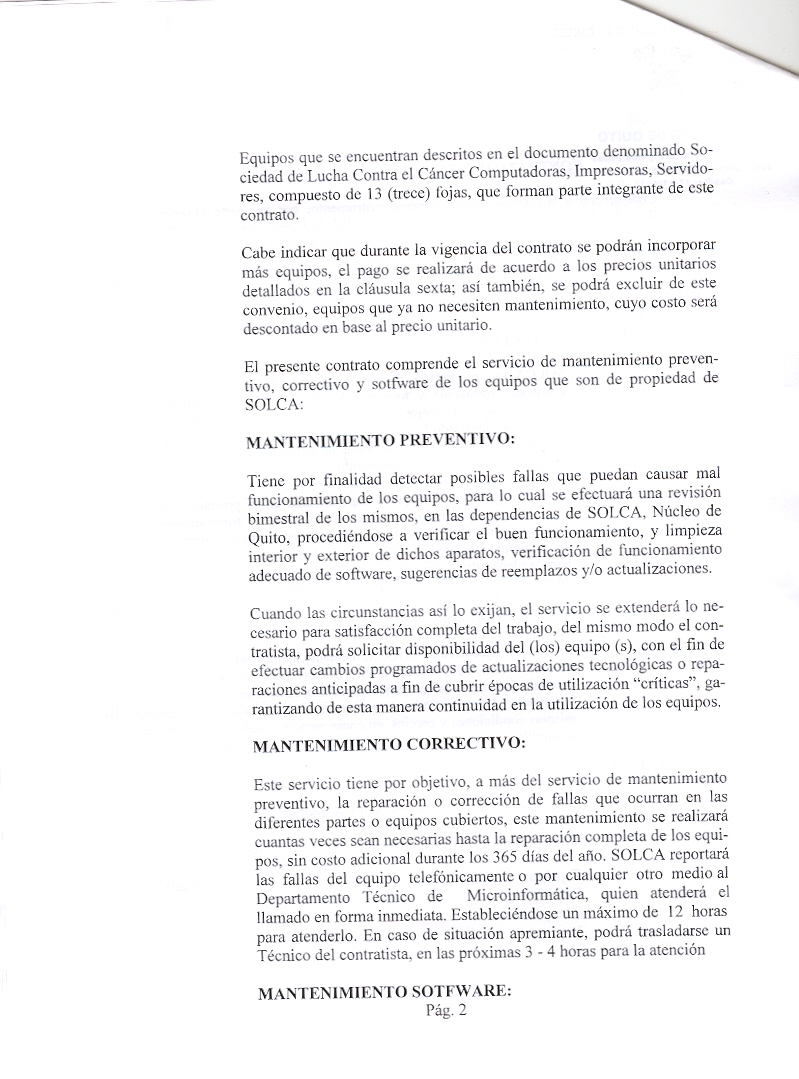 Equipos que se encuentran descritos en el documento denominado So-
ciedad de Lucha Contra el Cáncer Computadoras, Impresoras, Servido-
res, compuesto de 13 (trece) fojas, que forman parte integrante de este
contrato.
Cabe indicar que durante la vigencia del contrato se podrán incorporar
más equipos, el pago se realizará de acuerdo a los precios unitarios
detallados en la cláusula sexta; así también, se podrá excluir de este
convenio, equipos que ya no necesiten mantenimiento, cuyo costo será
descontado en base al precio unitario.
El presente contrato comprende el servicio de mantenimiento preven-
tivo, correctivo y sotfware de los equipos que son de propiedad de
SOLCA:
MANTENIMIENTO PREVENTIVO:
Tiene por finalidad detectar posibles fallas que puedan causar mal
funcionamiento de los equipos, para lo cual se efectuará una revisión
bimestral de los mismos, en las dependencias de SOLCA, Núcleo de
Quito, procediéndose a verificar el buen funcionamiento, y limpieza
interior y exterior de dichos aparatos, verificación de funcionamiento
adecuado de software, sugerencias de reemplazos y/o actualizaciones.
Cuando las circunstancias así lo exijan, el servicio se extenderá lo ne-
cesario para satisfacción completa del trabajo, del mismo modo el con-
tratista, podrá solicitar disponibilidad del (los) equipo (s), con el fin de
efectuar cambios programados de actualizaciones tecnológicas o repa-
raciones anticipadas a fin de cubrir épocas de utilización “críticas”, ga-
rantizando de esta manera continuidad en la utilización de los equipos.
MANTENIMIENTO CORRECTIVO:
Este servicio tiene por objetivo, a más del servicio de mantenimiento
preventivo, la reparación o corrección de fallas que ocurran en las
diferentes partes o equipos cubiertos, este mantenimiento se realizará
cuantas veces sean necesarias hasta la reparación completa de los equi-
pos, sin costo adicional durante los 365 días del año. SOLCA reportará
las fallas del equipo telefónicamente o por cualquier otro medio al
Departamento Técnico de Microinformática, quien atenderá el
llamado en forma inmediata. Estableciéndose un máximo de 12 horas
para atenderlo. En caso de situación apremiante, podrá trasladarse un
Técnico del contratista, en las próximas 3 - 4 horas para la atención
MANTENIMIENTO SOTFWARE:
Pág. 2